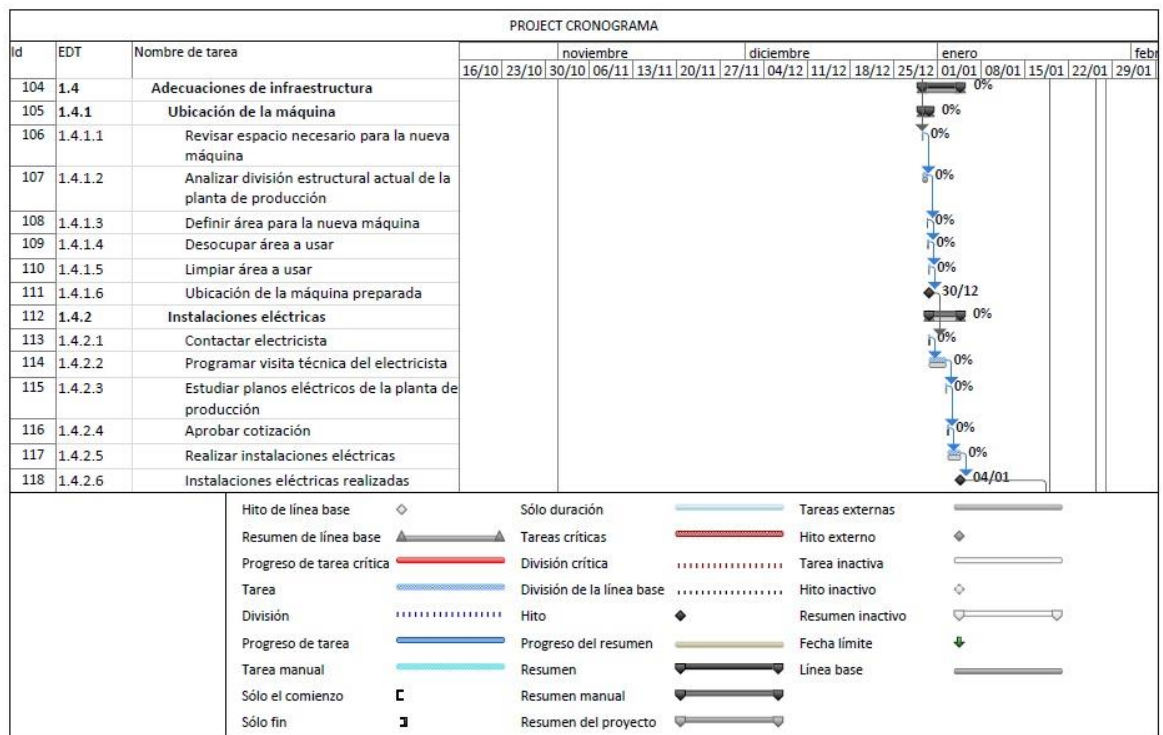 PROJECT CRONOGRAMA
Id EDT Nombre de tarea noviembre diciembre enero febr
16/10 23/10 30/10 06/11 13/11 20/11 27/11 04/12 11/12 18/12 25/12 01/01 08/01 15/01 22/01 29/01
104 1.4 Adecuaciones de infraestructura 0%
105 1.4.1 Ubicación de la máquina 0%
106 1.4.1.1 Revisar espacio necesario para la nueva 0%
máquina
107 1.4.1.2 Analizar división estructural actual de la 0%
planta de producción
108 1.4.1.3 Definir área para la nueva máquina 0%
109 1.4.1.4 Desocupar área a usar 0%
110 1.4.1.5 Limpiar área a usar 0%
111 1.4.1.6 Ubicación de la máquina preparada 30/12
112 1.4.2 Instalaciones eléctricas 0%
113 1.4.2.1 Contactar electricista 0%
114 1.4.2.2 Programar visita técnica del electricista 0%
115 1.4.2.3 Estudiar planos eléctricos de la planta de 0%
producción
116 1.4.2.4 Aprobar cotización 0%
117 1.4.2.5 Realizar instalaciones eléctricas 0%
118 1.4.2.6 Instalaciones eléctricas realizadas 04/01
Hito de línea base Sólo duración Tareas externas
Resumen de línea base Tareas críticas Hito externo
Progreso de tarea crítica División crítica Tarea inactiva
Tarea División de la línea base Hito inactivo
División Hito Resumen inactivo
Progreso de tarea Progreso del resumen Fecha límite
Tarea manual Resumen Línea base
Sólo el comienzo Resumen manual
Sólo fin Resumen del proyecto